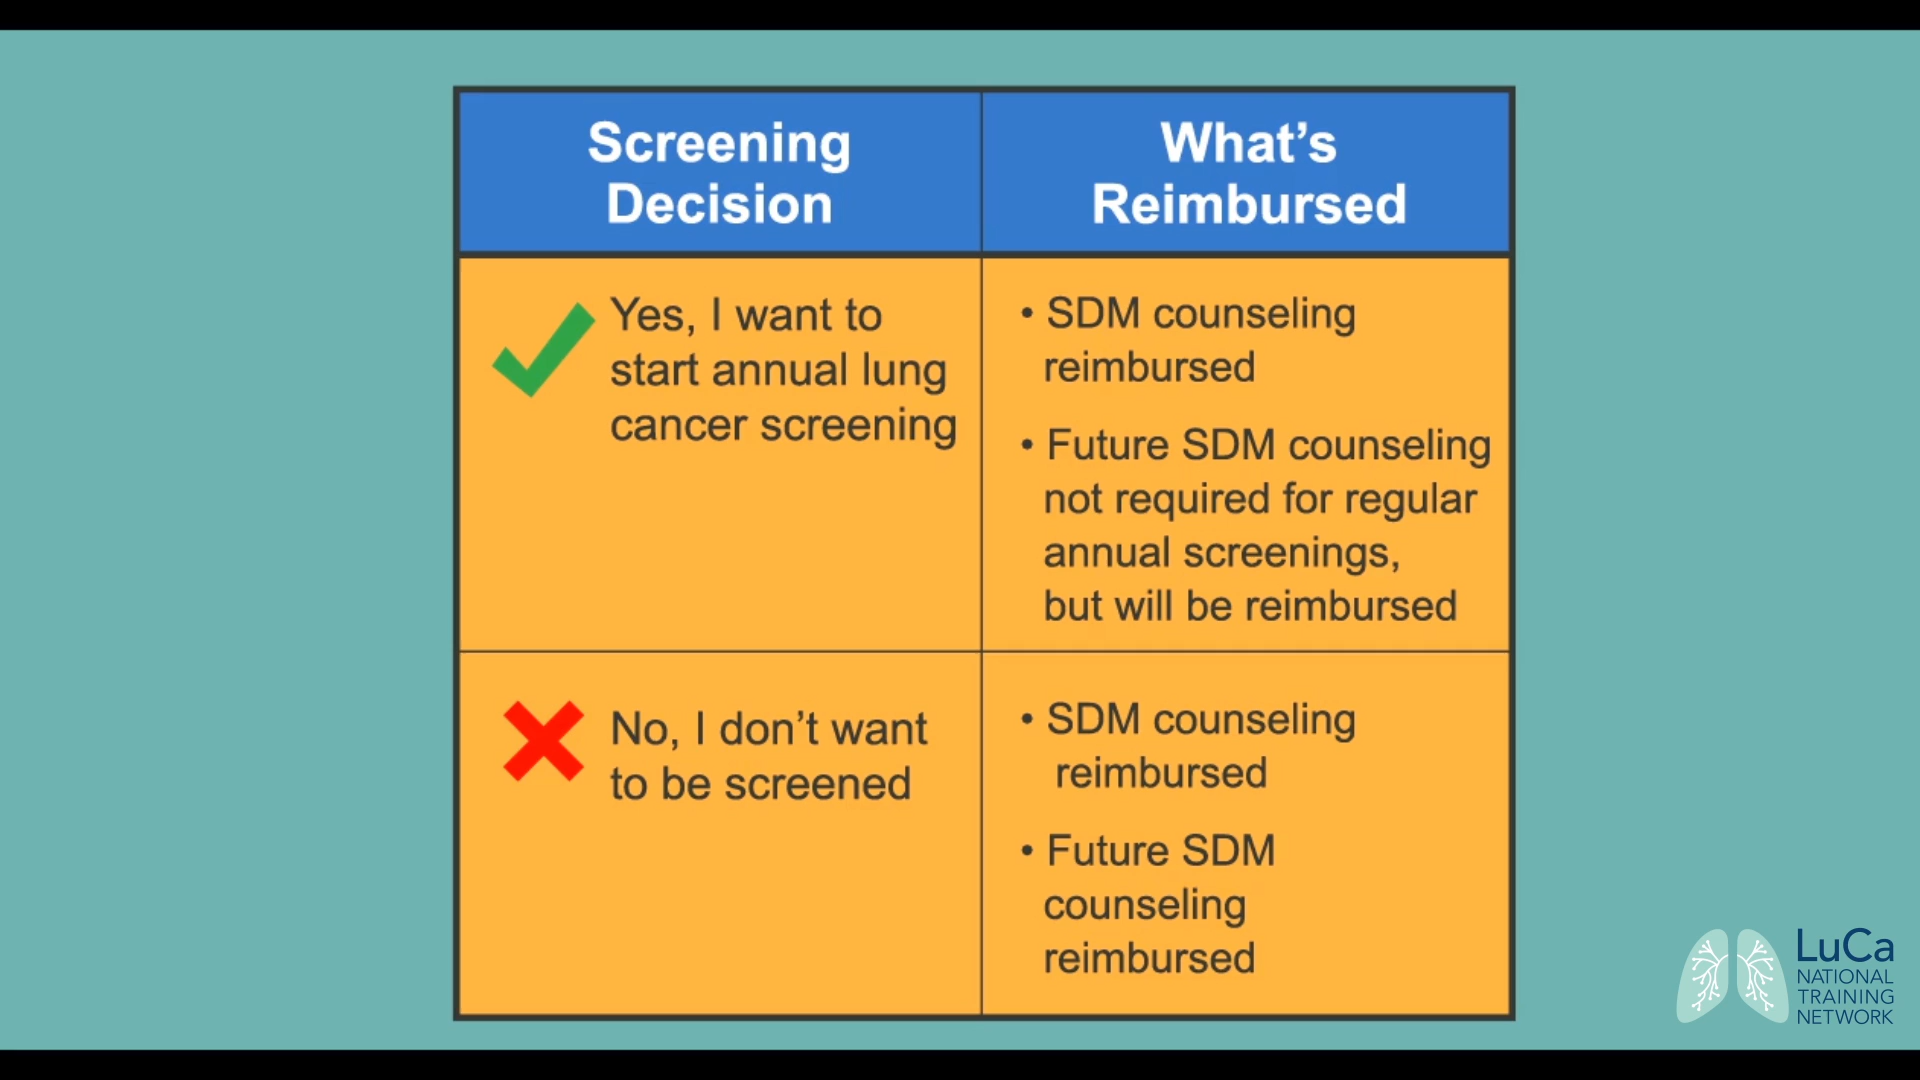 Screening
Decision
What’s
Reimbursed
Yes, I want to
start annual lung
cancer screening
• SDM counseling
reimbursed
• Future SDM counseling
not required for regular
annual screenings,
but will be reimbursed
No, I don’t want
to be screened
• SDM counseling
reimbursed
• Future SDM
counseling
reimbursed
LuCa
NATIONAL
TRAINING
NETWORK